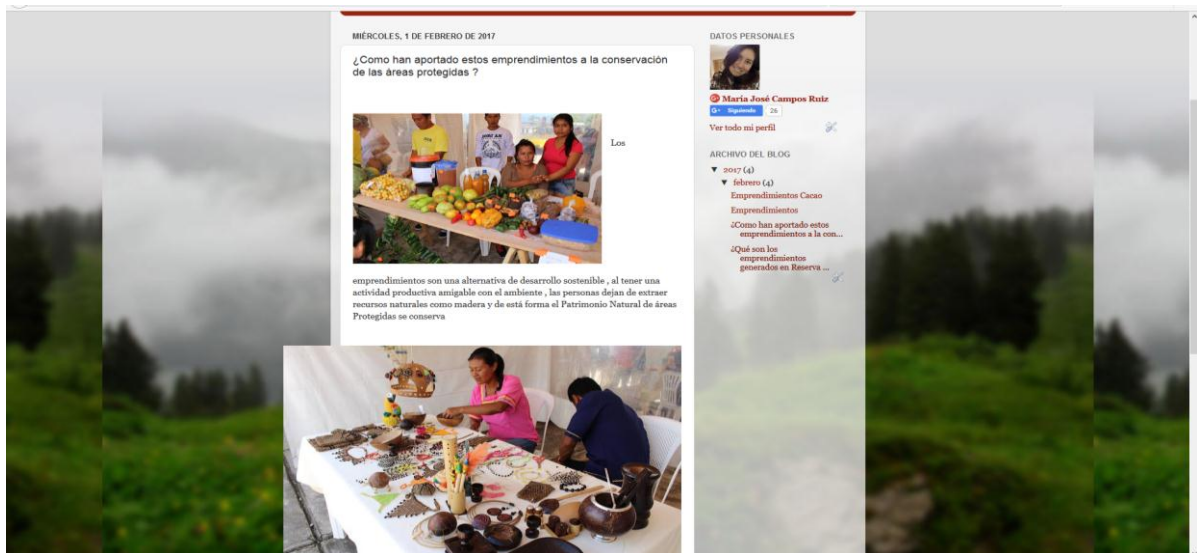 MIÉRCOLES, 1 DE FEBRERO DE 2017
¿Como han aportado estos emprendimientos a la conservación
de las áreas protegidas ?
Los
emprendimientos son una alternativa de desarrollo sostenible , al tener una
actividad productiva amigable con el ambiente , las personas dejan de extraer
recursos naturales como madera y de está forma el Patrimonio Natural de áreas
Protegidas se conserva
DATOS PERSONALES
María José Campos Ruiz
G+ Siguiendo 26
Ver todo mi perfil
ARCHIVO DEL BLOG
▼ 2017 (4)
▼ febrero (4)
Emprendimientos Cacao
Emprendimientos
¿Como han aportado estos
emprendimientos a la con...
¿Qué son los
emprendimientos
generados en Reserva ...